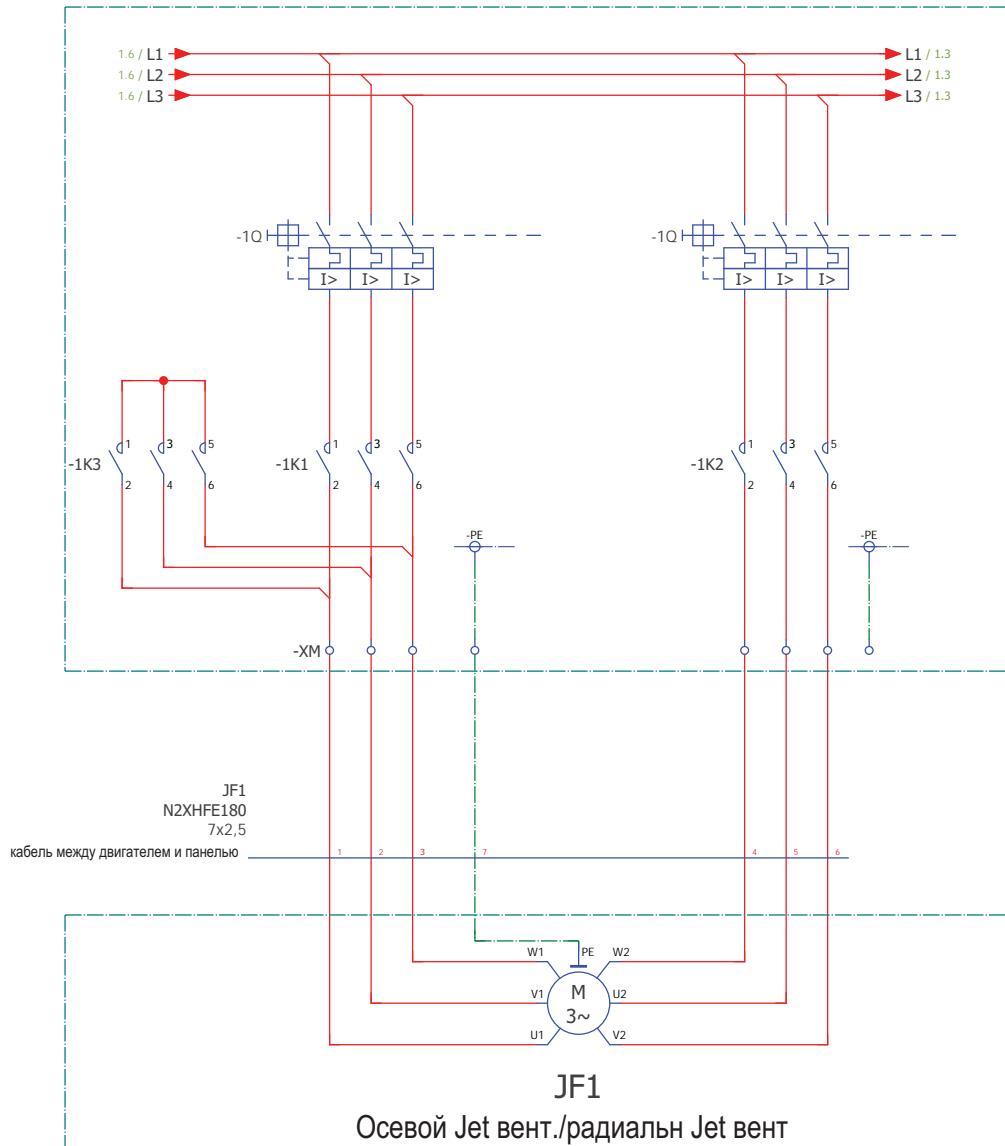 1.6 / L1 L1 / 1.3
1.6 / L2 L2 / 1.3
1.6 / L3 L3 / 1.3
-1Q -1Q
I> I> I> I> I> I>
-1K3 1 3 5 -1K1 1 3 5 -1K2 1 3 5
2 4 6 2 4 6 2 4 6
-PE -PE
-XM
JF1
N2XHFE180
7x2,5
кабель между двигателем и панелью 1 2 3 7 4 5 6
W1 PE W2
V1 M U2
3~
U1 V2
JF1
Осевой Jet вент./радиальн Jet вент